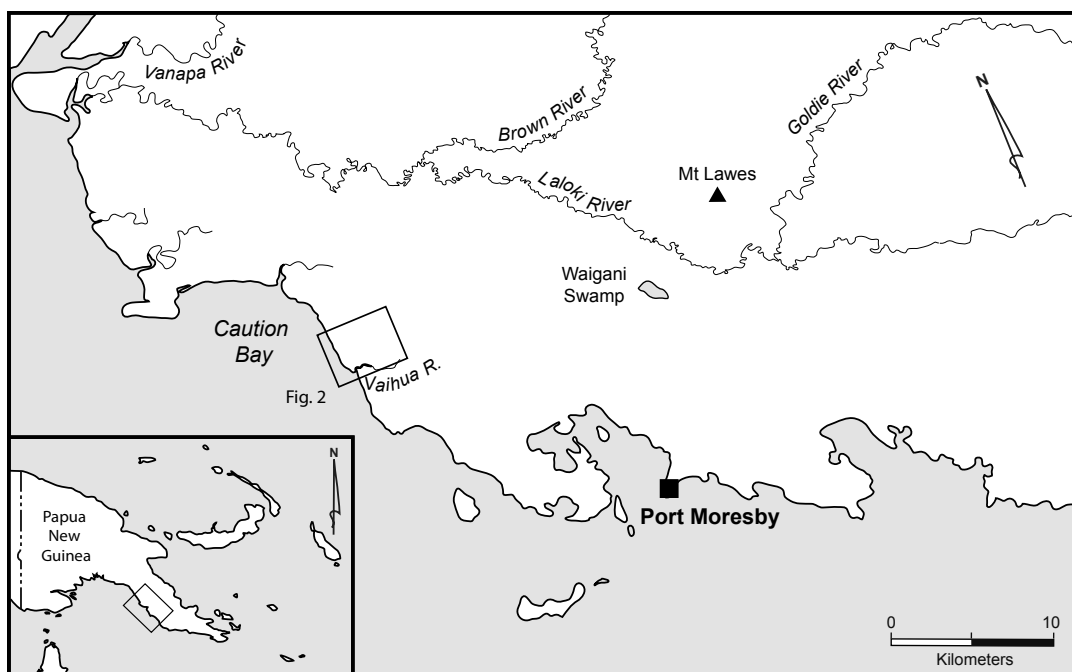 Vanapa River
Brown River
Goldie River
N
Mt Lawes
Laloki River
Waigani
Swamp
Caution
Bay
Vaihua R.
Fig. 2
Port Moresby
N
Papua
New
Guinea
0
10
Kilometers